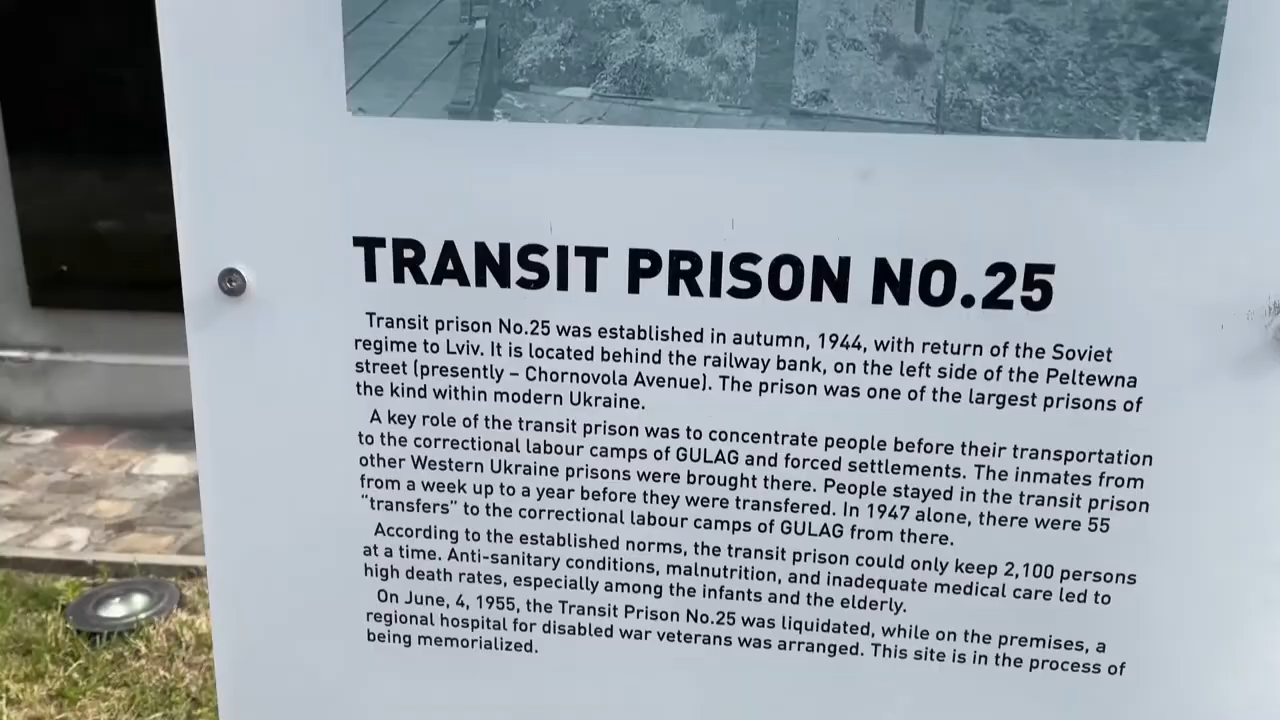 TRANSIT PRISON NO.25
Transit prison No.25 was established in autumn, 1944, with return of the Soviet
regime to Lviv. It is located behind the railway bank, on the left side of the Peltewna
street (presently – Chornovola Avenue). The prison was one of the largest prisons of
the kind within modern Ukraine.
A key role of the transit prison was to concentrate people before their transportation
to the correctional labour camps of GULAG and forced settlements. The inmates from
other Western Ukraine prisons were brought there. People stayed in the transit prison
from a week up to a year before they were transfered. In 1947 alone, there were 55
“transfers” to the correctional labour camps of GULAG from there.
According to the established norms, the transit prison could only keep 2,100 persons
at a time. Anti-sanitary conditions, malnutrition, and inadequate medical care led to
high death rates, especially among the infants and the elderly.
On June, 4, 1955, the Transit Prison No.25 was liquidated, while on the premises, a
regional hospital for disabled war veterans was arranged. This site is in the process of
being memorialized.